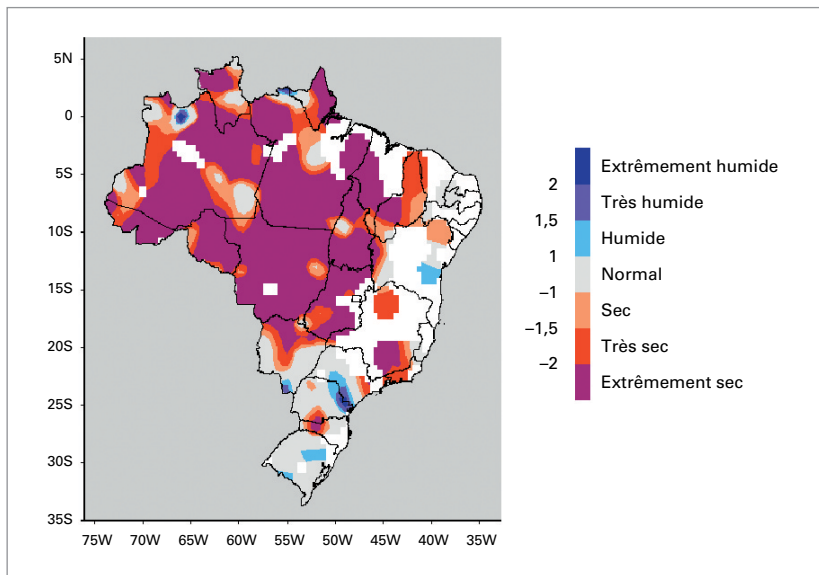 5N
0
5S
10S
15S
20S
25S
30S
35S
75W 70W 65W 60W 55W 50W 45W 40W 35W
Extrêmement humide
2
Très humide
1,5
Humide
1
Normal
–1
Sec
–1,5
Très sec
–2
Extrêmement sec